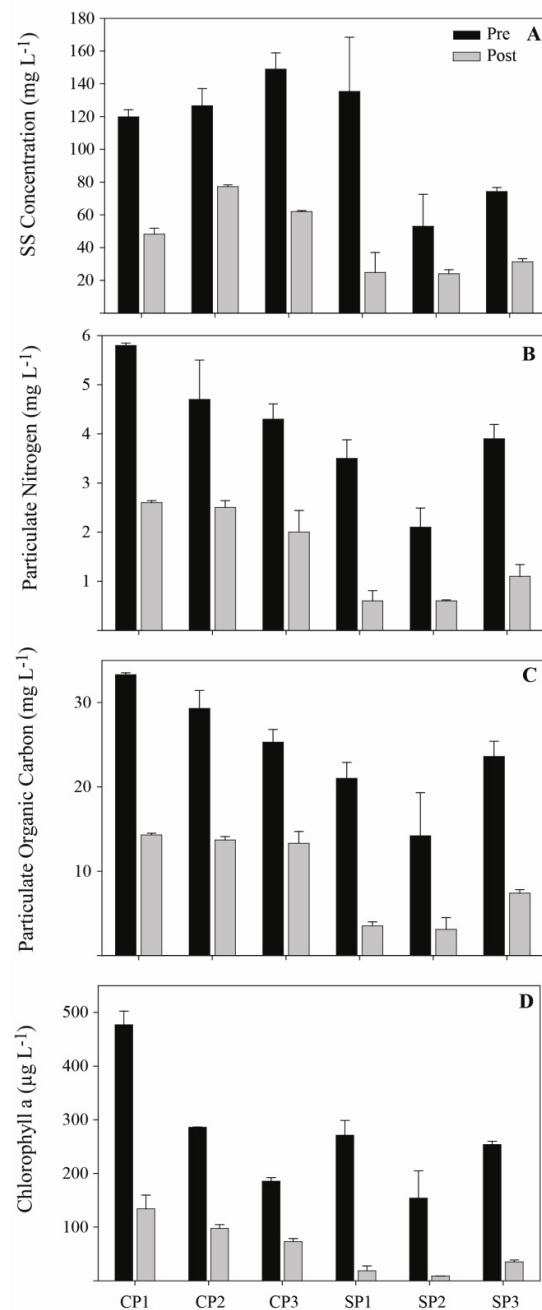 A
Pre
Post
SS Concentration (mg L-1)
180
160
140
120
100
80
60
40
20
B
Particulate Nitrogen (mg L-1)
6
5
4
2
1
C
Particulate Organic Carbon (mg L-1)
30
20
10
D
Chlorophyll a (µg L-1)
500
400
300
200
100
CP1 CP2 CP3 SP1 SP2 SP3